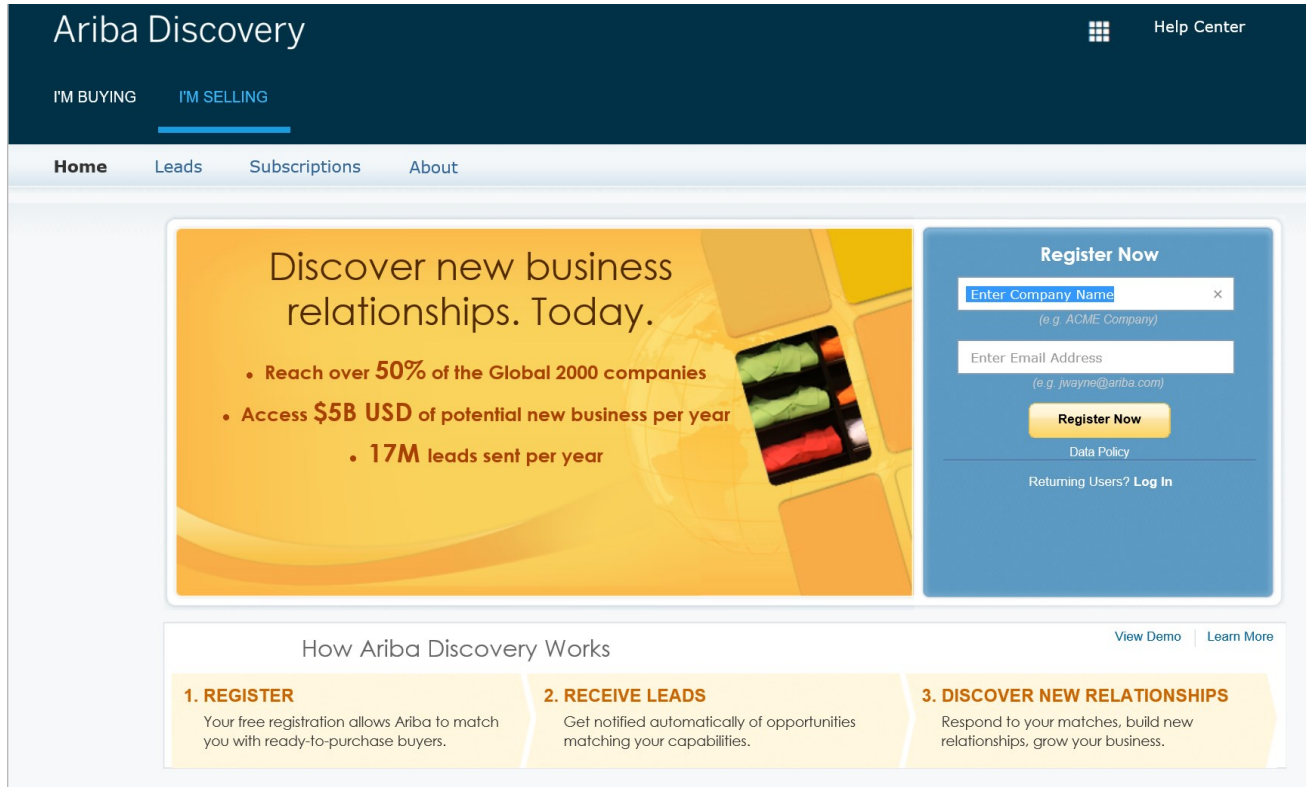 Ariba Discovery
Help Center
I'M BUYING
I'M SELLING
Home
Leads
Subscriptions
About
Discover new business
relationships. Today.
• Reach over 50% of the Global 2000 companies
• Access $5B USD of potential new business per year
• 17M leads sent per year
Register Now
Enter Company Name
(e.g. ACME Company)
Enter Email Address
(e.g. jwayne@ariba.com)
Register Now
Data Policy
Returning Users? Log In
How Ariba Discovery Works
View Demo
Learn More
1. REGISTER
Your free registration allows Ariba to match
you with ready-to-purchase buyers.
2. RECEIVE LEADS
Get notified automatically of opportunities
matching your capabilities.
3. DISCOVER NEW RELATIONSHIPS
Respond to your matches, build new
relationships, grow your business.